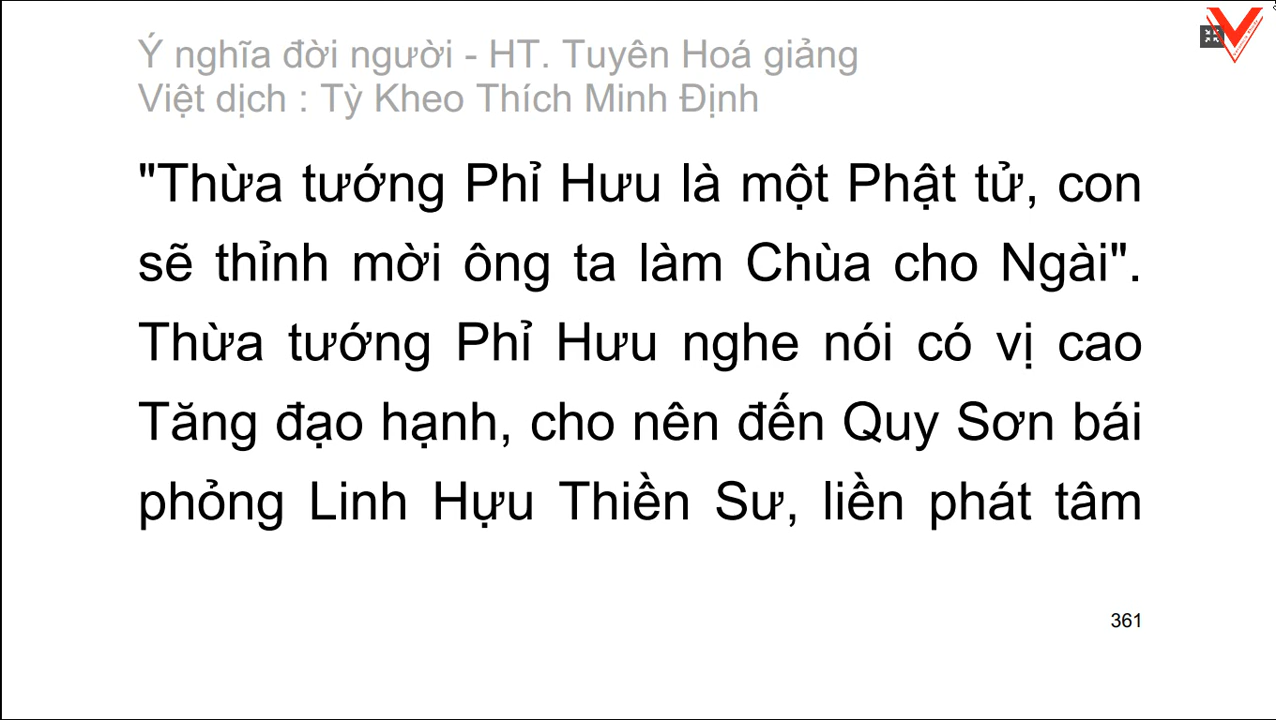 Ý nghĩa đời người - HT. Tuyên Hoá giảng
Việt dịch : Tỳ Kheo Thích Minh Định
"Thừa tướng Phỉ Hưu là một Phật tử, con
sẽ thỉnh mời ông ta làm Chùa cho Ngài".
Thừa tướng Phỉ Hưu nghe nói có vị cao
Tăng đạo hạnh, cho nên đến Quy Sơn bái
phỏng Linh Hựu Thiền Sư, liền phát tâm
361